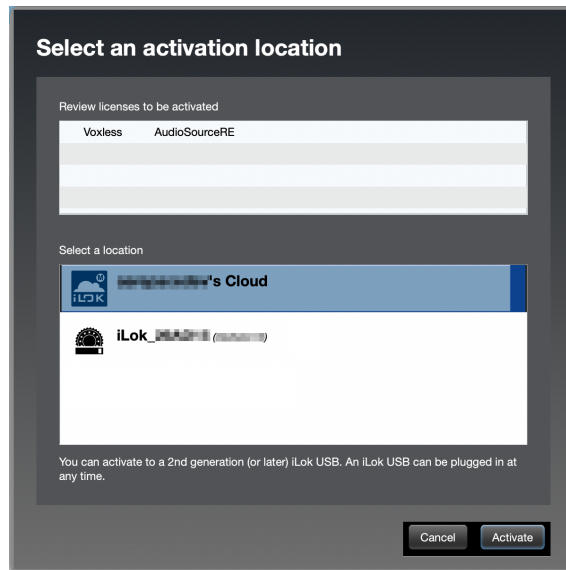 Select an activation location
Review licenses to be activated
Voxless AudioSourceRE
Select a location
's Cloud
iLOK
iLok_
You can activate to a 2nd generation (or later) iLok USB. An iLok USB can be plugged in at
any time.
Cancel Activate